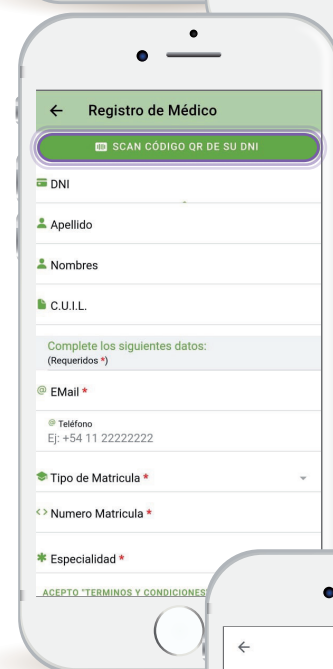 Registro de Médico
SCAN CÓDIGO QR DE SU DNI
DNI
Apellido
Nombres
C.U.I.L.
Complete los siguientes datos:
(Requeridos *)
@ EMail *
@ Teléfono
Ej: +54 11 22222222
Tipo de Matricula *
<> Numero Matricula *
Especialidad *
ACEPTO "TERMINOS Y CONDICIONES